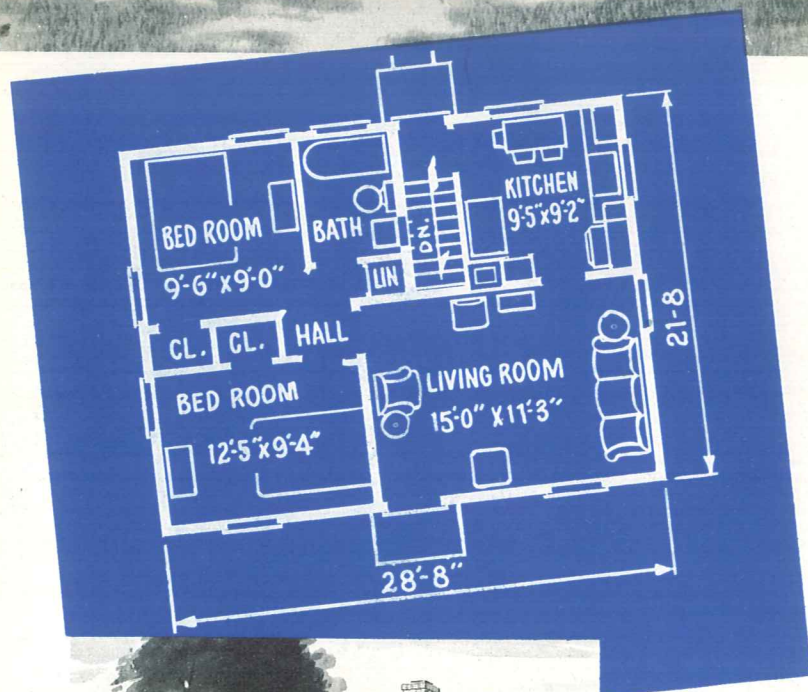 KITCHEN
9'-5"x9'-2"
BED ROOM
9'-6"x9'-0"
BATH
DN.
LIN
CL.
CL.
HALL
LIVING ROOM
15'-0" X 11'-3"
BED ROOM
12'-5"x9'-4"
21-8
28'-8"